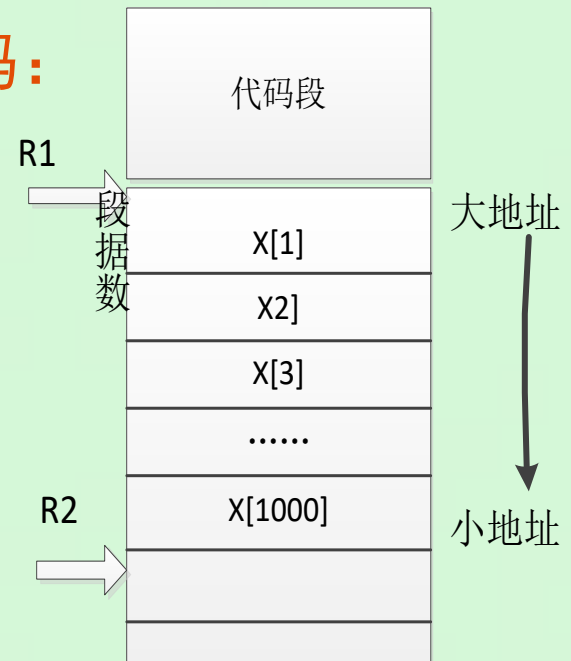 码：
代码段
R1
段
据
数
大地址
X[1]
X2]
X[3]
……
R2
X[1000]
小地址